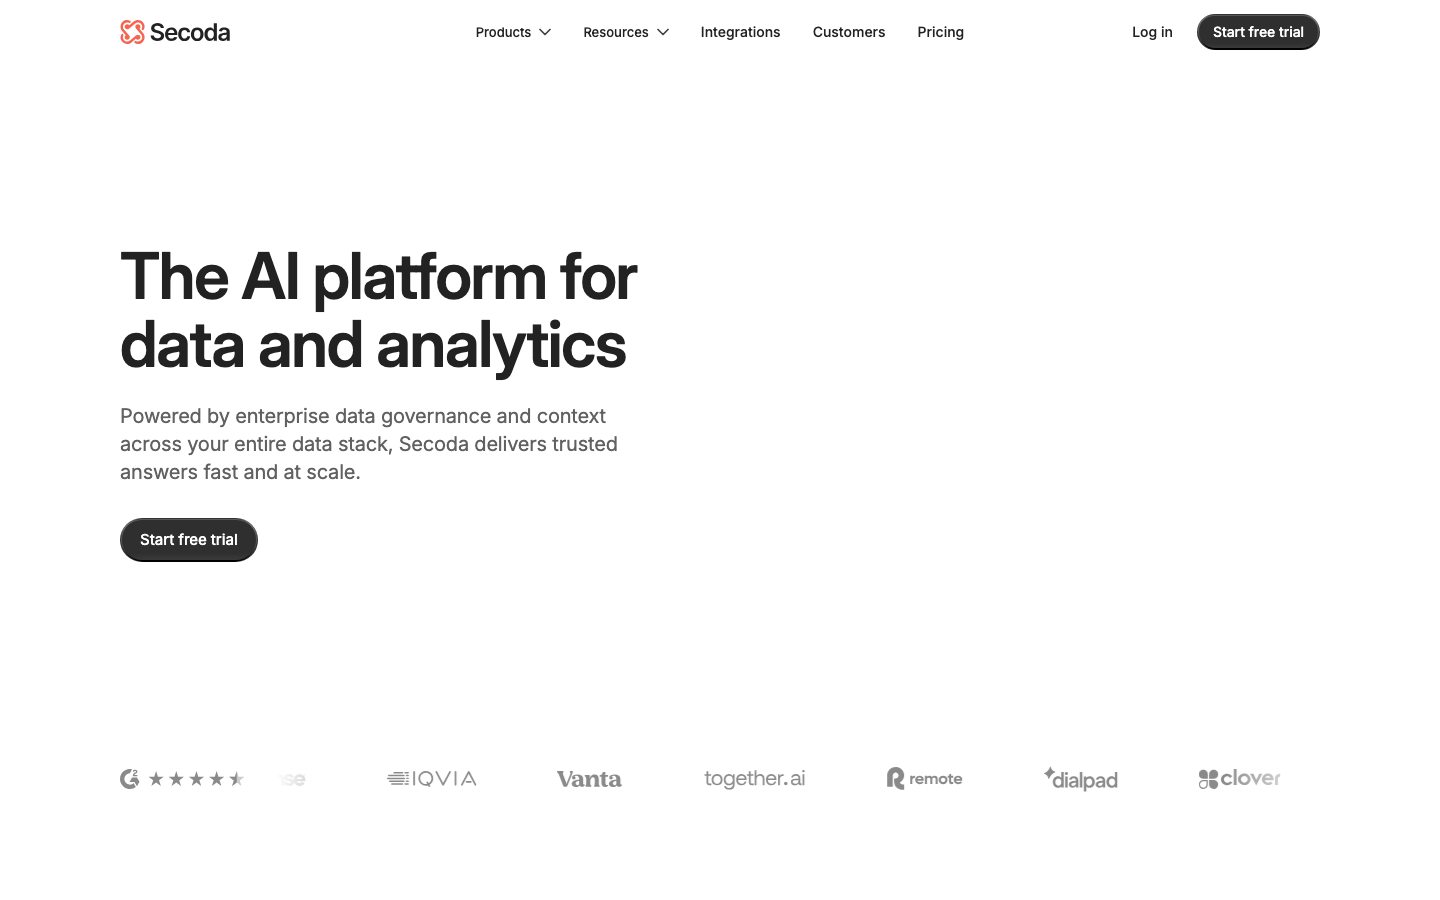 Secoda
Products
Resources
Integrations
Customers
Pricing
Log in
Start free trial
The AI platform for
data and analytics
Powered by enterprise data governance and context
across your entire data stack, Secoda delivers trusted
answers fast and at scale.
Start free trial
IQVIA
Vanta
together.ai
remote
dialpad
clover